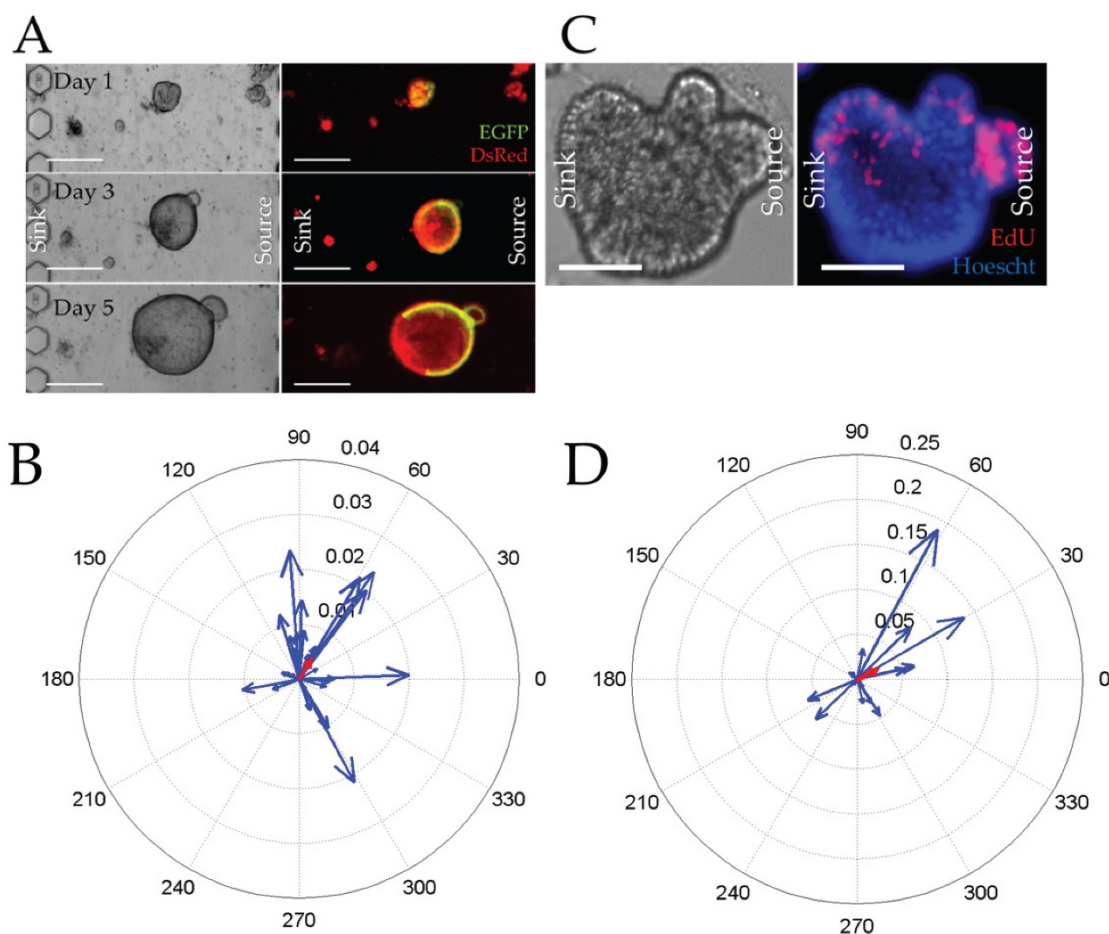 A
Day 1
EGFP
DsRed
Day 3
Sink
Source
Sink
Source
Day 5
C
Sink
Source
Sink
Source
EdU
Hoescht
B
90
0.04
120
60
0.03
150
0.02
30
0.01
180
0
210
330
240
300
270
D
90
0.25
120
60
0.2
150
0.15
30
0.1
0.05
180
0
210
330
240
300
270